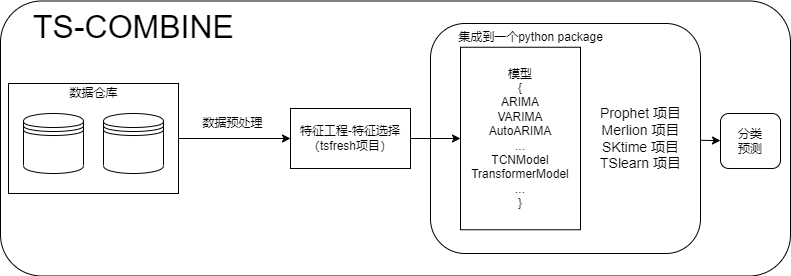 TS-COMBINE
数据仓库
数据预处理
特征工程-特征选择
（tsfresh项目）
集成到一个python package
模型
{
ARIMA
VARIMA
AutoARIMA
...
TCNModel
TransformerModel
...
}
Prophet 项目
Merlion 项目
SKtime 项目
TSlearn 项目
分类
预测